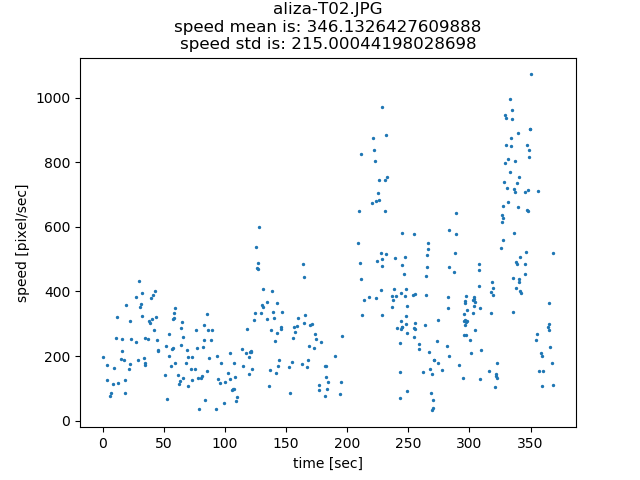 aliza-T02.JPG
speed mean is: 346.1326427609888
speed std is: 215.00044198028698
1000
800
600
400
200
0
speed [pixel/sec]
0 50 100 150 200 250 300 350
time [sec]